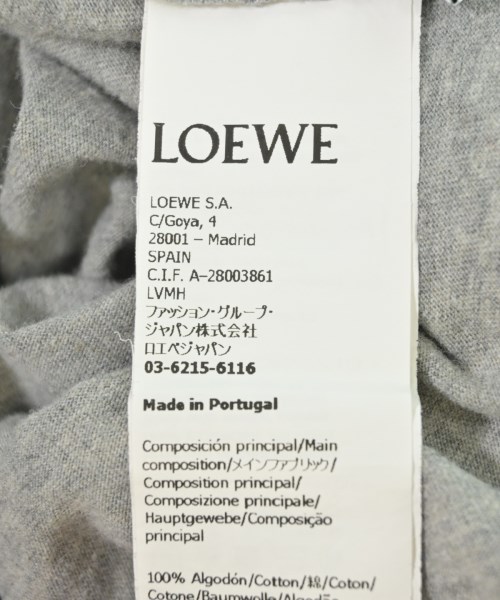 LOEWE
LOEWE S.A.
C/Goya, 4
28001 – Madrid
SPAIN
C.I.F. A–28003861
LVMH
ファッション・グループ・
ジャパン株式会社
ロエベジャパン
03-6215-6116
Made in Portugal
Composición principal/Main
composition/メインファブリック/
Composition principal/
Composizione principale/
Hauptgewebe/Composição
principal
100% Algodón/Cotton/綿/Coton/
Cotone/Baumwolle/Algodão